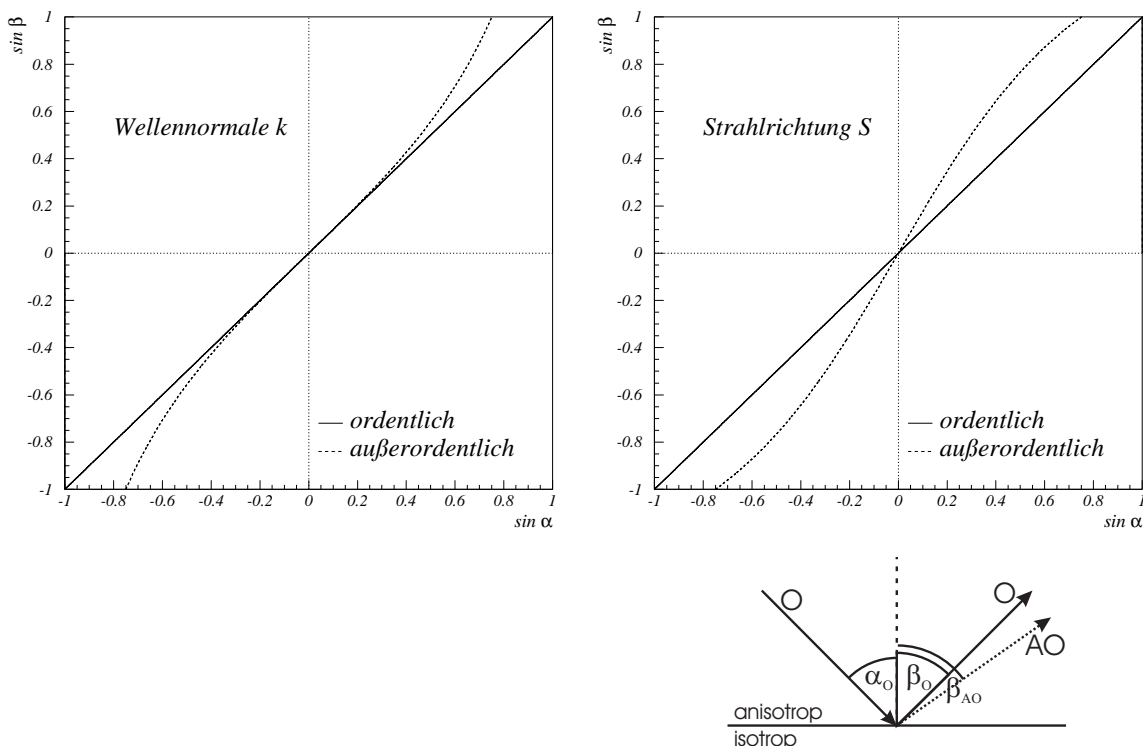 sin β
1
0.8
0.6
0.4
0.2
0
-0.2
-0.4
-0.6
-0.8
-1
Wellennormale k
ordentlich
außerordentlich
-1 -0.8 -0.6 -0.4 -0.2 0 0.2 0.4 0.6 0.8 1
sin α
sin β
1
0.8
0.6
0.4
0.2
0
-0.2
-0.4
-0.6
-0.8
-1
Strahlrichtung S
ordentlich
außerordentlich
-1 -0.8 -0.6 -0.4 -0.2 0 0.2 0.4 0.6 0.8 1
sin α
O O
AO
αO βO βAO
anisotrop
isotrop